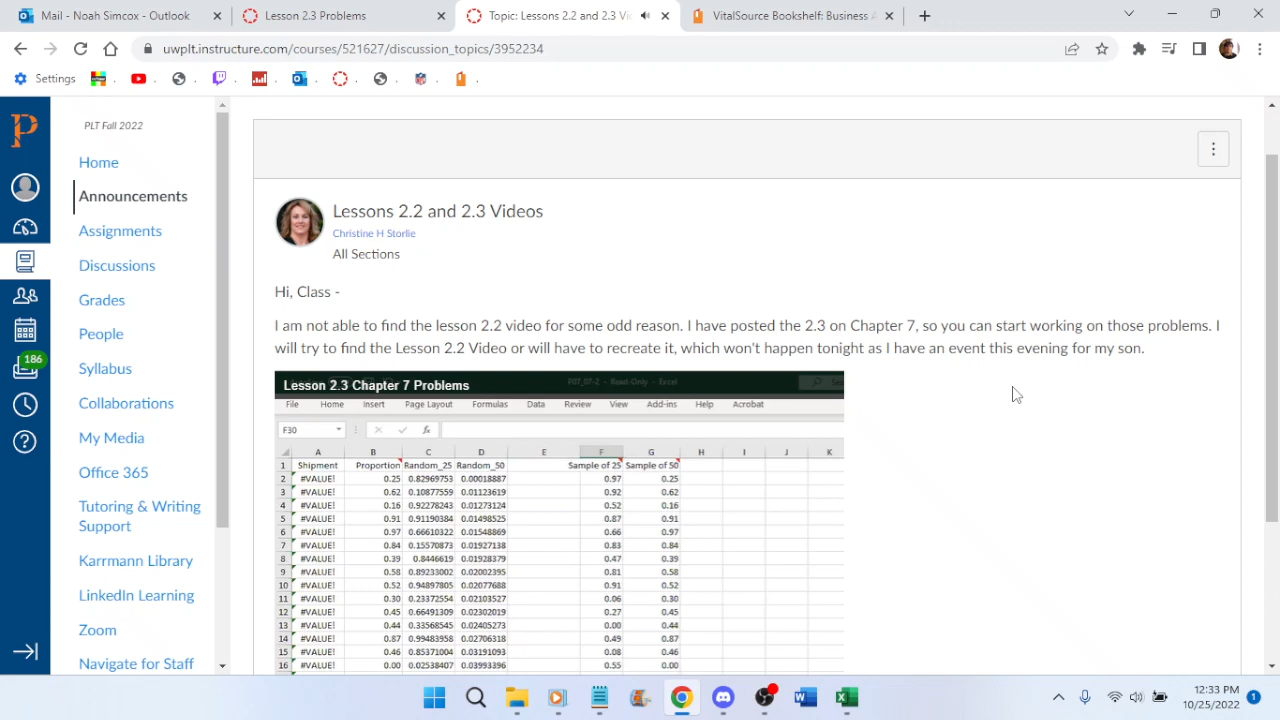 Mail - Noah Smith - Outlook
Lesson 2.3 Problems
Topic: Lessons 2.2 and 2.3 Vi
VitalSource Bookshelf: Business A
uwplt.instructure.com/courses/521627/discussion_topics/3952234
Settings
P
PLT Fall 2022
Home
Announcements
Assignments
Discussions
Grades
People
186
Syllabus
Collaborations
My Media
Office 365
Tutoring & Writing
Support
Karrmann Library
LinkedIn Learning
Zoom
Navigate for Staff
Lessons 2.2 and 2.3 Videos
Christine H Storlie
All Sections
Hi, Class -
I am not able to find the lesson 2.2 video for some odd reason. I have posted the 2.3 on Chapter 7, so you can start working on those problems. I
will try to find the Lesson 2.2 Video or will have to recreate it, which won't happen tonight as I have an event this evening for my son.
Lesson 2.3 Chapter 7 Problems
P07_07-2 - Read-Only - Excel
File Home Insert Page Layout Formulas Data Review View Add-ins Help Acrobat
F30 fx
A B C D E F G H I J K
1 Shipment Proportion Random_25 Random_50 Sample of 25 Sample of 50
2 #VALUE! 0.25 0.82969753 0.00018887 0.97 0.25
3 #VALUE! 0.62 0.10877559 0.01123619 0.92 0.62
4 #VALUE! 0.16 0.92278243 0.01273124 0.52 0.16
5 #VALUE! 0.91 0.91190384 0.01498525 0.87 0.91
6 #VALUE! 0.97 0.66610322 0.01548869 0.66 0.97
7 #VALUE! 0.84 0.15570873 0.01927138 0.83 0.84
8 #VALUE! 0.39 0.8446619 0.01928379 0.47 0.39
9 #VALUE! 0.58 0.89233002 0.02002395 0.81 0.58
10 #VALUE! 0.52 0.94897805 0.02077688 0.91 0.52
11 #VALUE! 0.30 0.23372554 0.02103527 0.06 0.30
12 #VALUE! 0.45 0.66491309 0.02302019 0.27 0.45
13 #VALUE! 0.44 0.33568545 0.02405273 0.00 0.44
14 #VALUE! 0.87 0.99483958 0.02706318 0.49 0.87
15 #VALUE! 0.46 0.85371004 0.03191093 0.08 0.46
16 #VALUE! 0.00 0.02538407 0.03993396 0.55 0.00
12:33 PM
10/25/2022
1